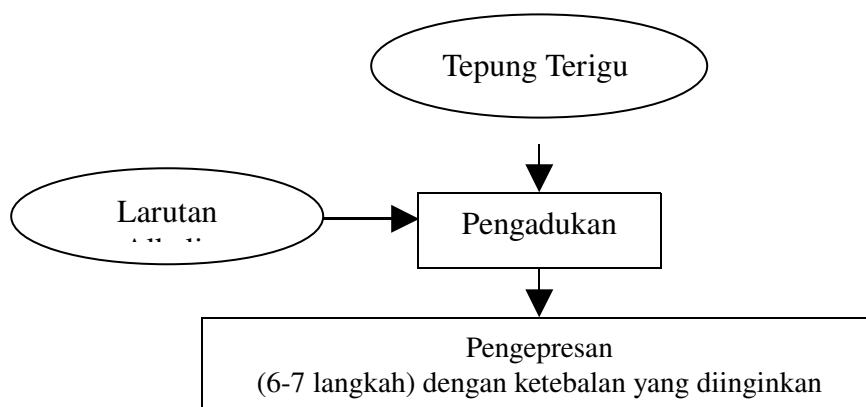 Tepung Terigu
Larutan
Pengadukan
Pengepresan
(6-7 langkah) dengan ketebalan yang diinginkan